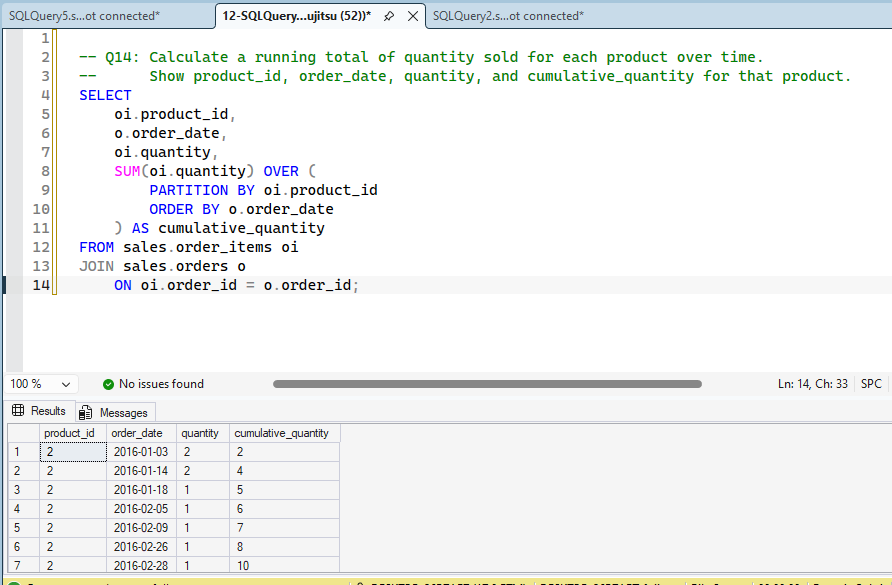 SQLQuery5.s...ot connected*
12-SQLQuery...ujitsu (52))*
SQLQuery2.s...ot connected*
1
2 -- Q14: Calculate a running total of quantity sold for each product over time.
3 -- Show product_id, order_date, quantity, and cumulative_quantity for that product.
4 SELECT
5 oi.product_id,
6 o.order_date,
7 oi.quantity,
8 SUM(oi.quantity) OVER (
9 PARTITION BY oi.product_id
10 ORDER BY o.order_date
11 ) AS cumulative_quantity
12 FROM sales.order_items oi
13 JOIN sales.orders o
14 ON oi.order_id = o.order_id;
100 % No issues found Ln: 14, Ch: 33 SPC
Results Messages
product_id order_date quantity cumulative_quantity
1 2 2016-01-03 2 2
2 2 2016-01-14 2 4
3 2 2016-01-18 1 5
4 2 2016-02-05 1 6
5 2 2016-02-09 1 7
6 2 2016-02-26 1 8
7 2 2016-02-28 1 10